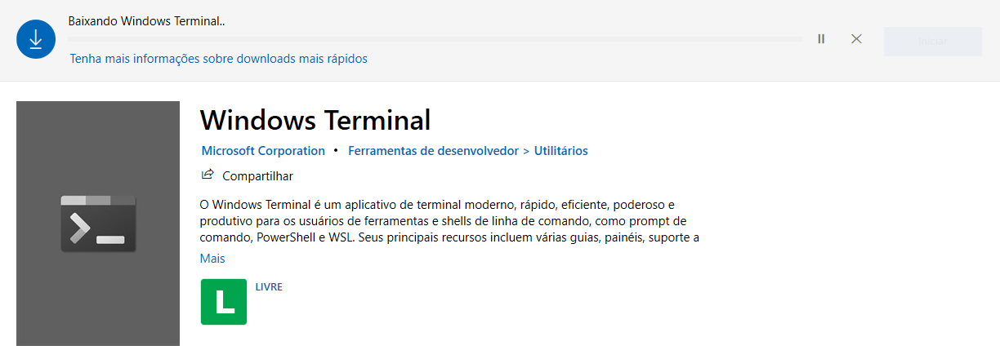 Baixando Windows Terminal..
Tenha mais informações sobre downloads mais rápidos
Iniciar
Windows Terminal
Microsoft Corporation • Ferramentas de desenvolvedor > Utilitários
Compartilhar
O Windows Terminal é um aplicativo de terminal moderno, rápido, eficiente, poderoso e
produtivo para os usuários de ferramentas e shells de linha de comando, como prompt de
comando, PowerShell e WSL. Seus principais recursos incluem várias guias, painéis, suporte a
Mais
L LIVRE